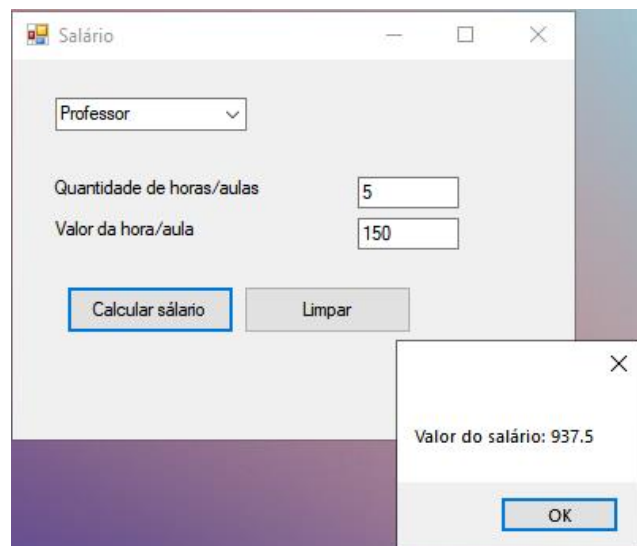 Salário
Professor
Quantidade de horas/aulas
5
Valor da hora/aula
150
Calcular sálario
Limpar
Valor do salário: 937.5
OK